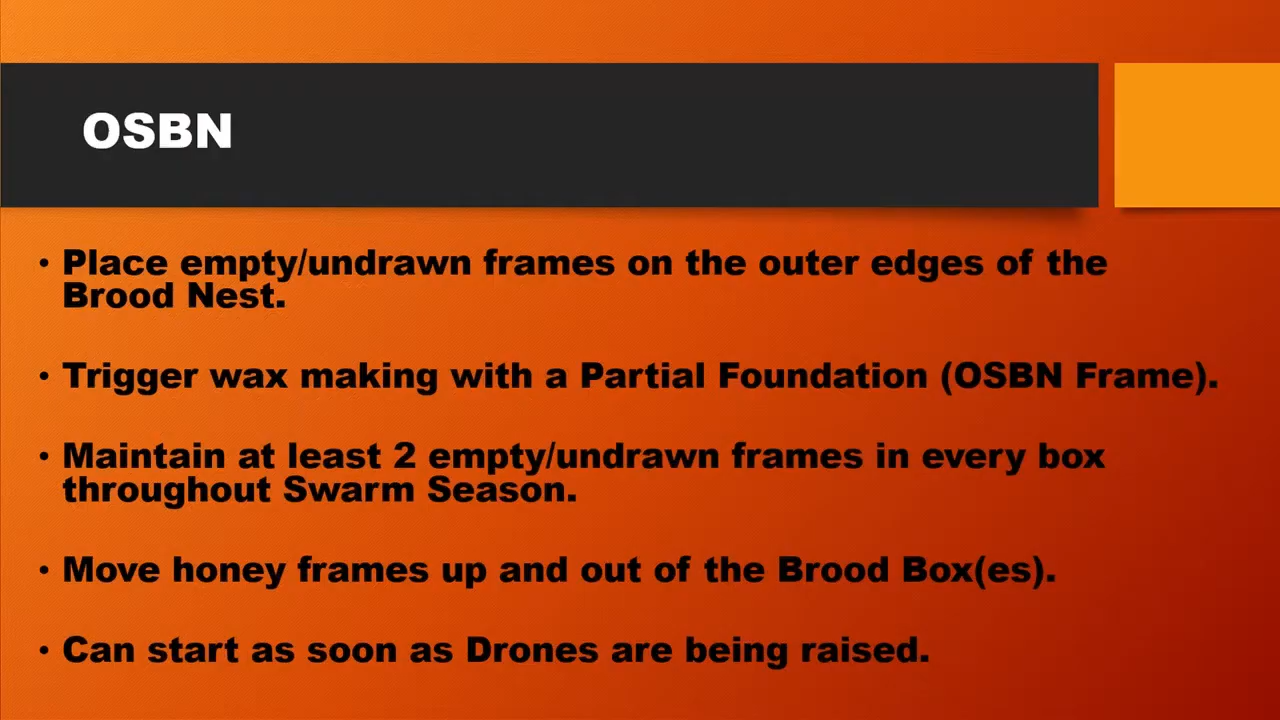 OSBN
• Place empty/undrawn frames on the outer edges of the
Brood Nest.
• Trigger wax making with a Partial Foundation (OSBN Frame).
• Maintain at least 2 empty/undrawn frames in every box
throughout Swarm Season.
• Move honey frames up and out of the Brood Box(es).
• Can start as soon as Drones are being raised.